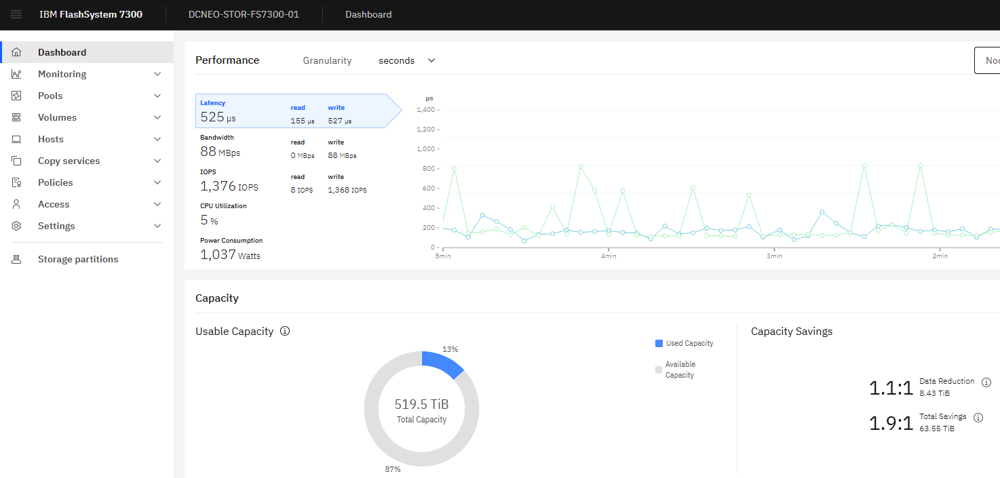 IBM FlashSystem 7300 DCNEO-STOR-FS7300-01 Dashboard
Dashboard
Monitoring
Pools
Volumes
Hosts
Copy services
Policies
Access
Settings
Storage partitions
Performance Granularity seconds
Latency read write
525 µs 155 µs 527 µs
Bandwidth read write
88 MBps 0 MBps 88 MBps
IOPS read write
1,376 IOPS 8 IOPS 1,368 IOPS
CPU Utilization
5 %
Power Consumption
1,037 Watts
µs
1,400
1,200
1,000
800
600
400
200
0
5min 4min 3min 2min
Capacity
Usable Capacity
13%
519.5 TiB
Total Capacity
87%
Used Capacity
Available
Capacity
Capacity Savings
1.1:1 Data Reduction
8.43 TiB
1.9:1 Total Savings
63.55 TiB